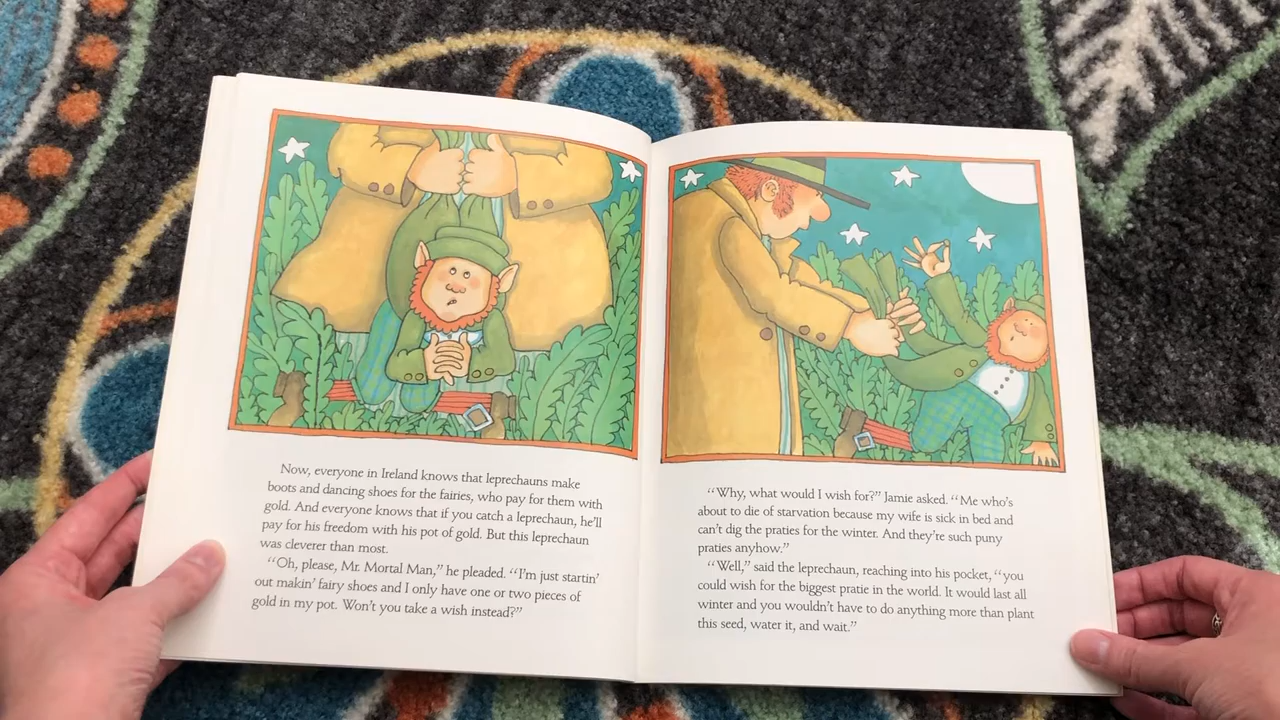 Now, everyone in Ireland knows that leprechauns make
boots and dancing shoes for the fairies, who pay for them with
gold. And everyone knows that if you catch a leprechaun, he'll
pay for his freedom with his pot of gold. But this leprechaun
was cleverer than most.
“Oh, please, Mr. Mortal Man,” he pleaded. “I'm just startin'
out makin' fairy shoes and I only have one or two pieces of
gold in my pot. Won't you take a wish instead?”
“Why, what would I wish for?” Jamie asked. “Me who's
about to die of starvation because my wife is sick in bed and
can't dig the praties for the winter. And they're such puny
praties anyhow.”
“Well,” said the leprechaun, reaching into his pocket, “you
could wish for the biggest pratie in the world. It would last all
winter and you wouldn't have to do anything more than plant
this seed, water it, and wait.”